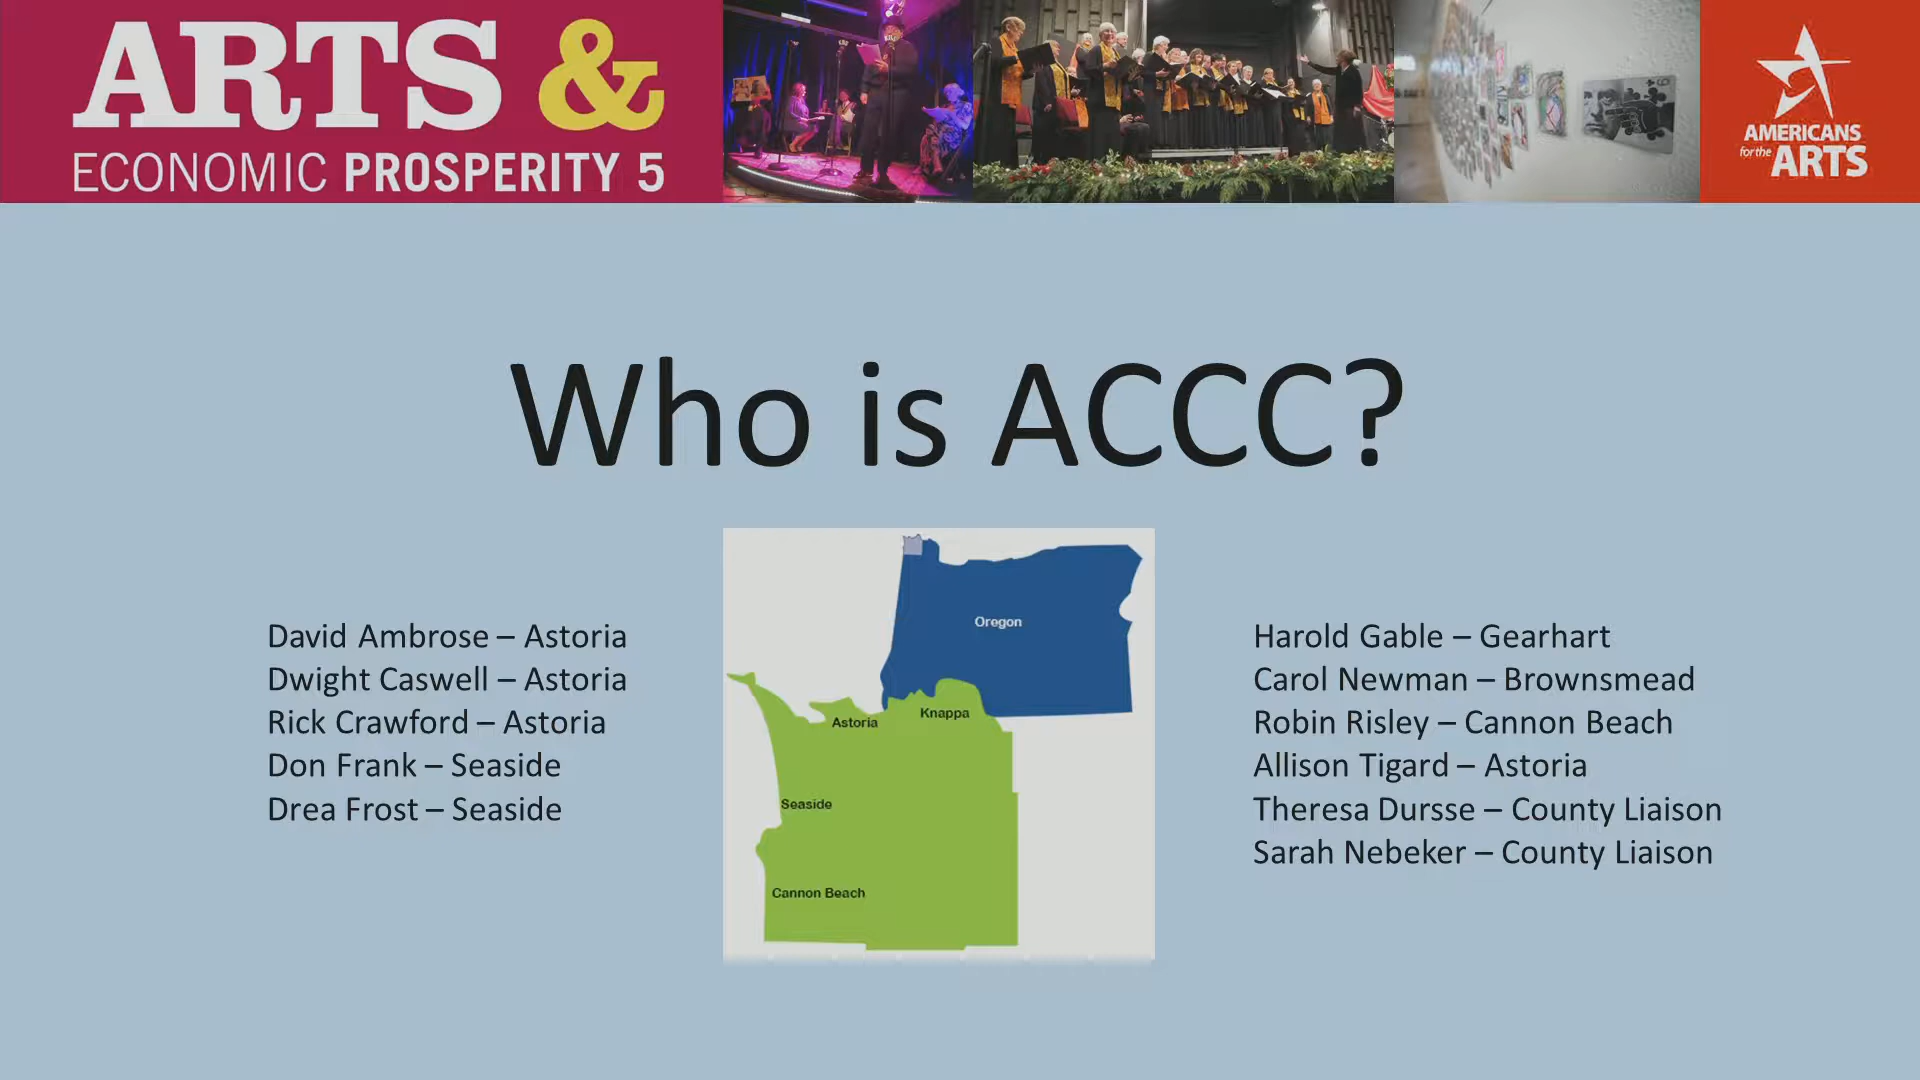 ARTS &
ECONOMIC PROSPERITY 5
AMERICANS
for the
ARTS
Who is ACCC?
David Ambrose – Astoria
Dwight Caswell – Astoria
Rick Crawford – Astoria
Don Frank – Seaside
Drea Frost – Seaside
Oregon
Astoria
Knappa
Seaside
Cannon Beach
Harold Gable – Gearhart
Carol Newman – Brownsmead
Robin Risley – Cannon Beach
Allison Tigard – Astoria
Theresa Dursse – County Liaison
Sarah Nebeker – County Liaison